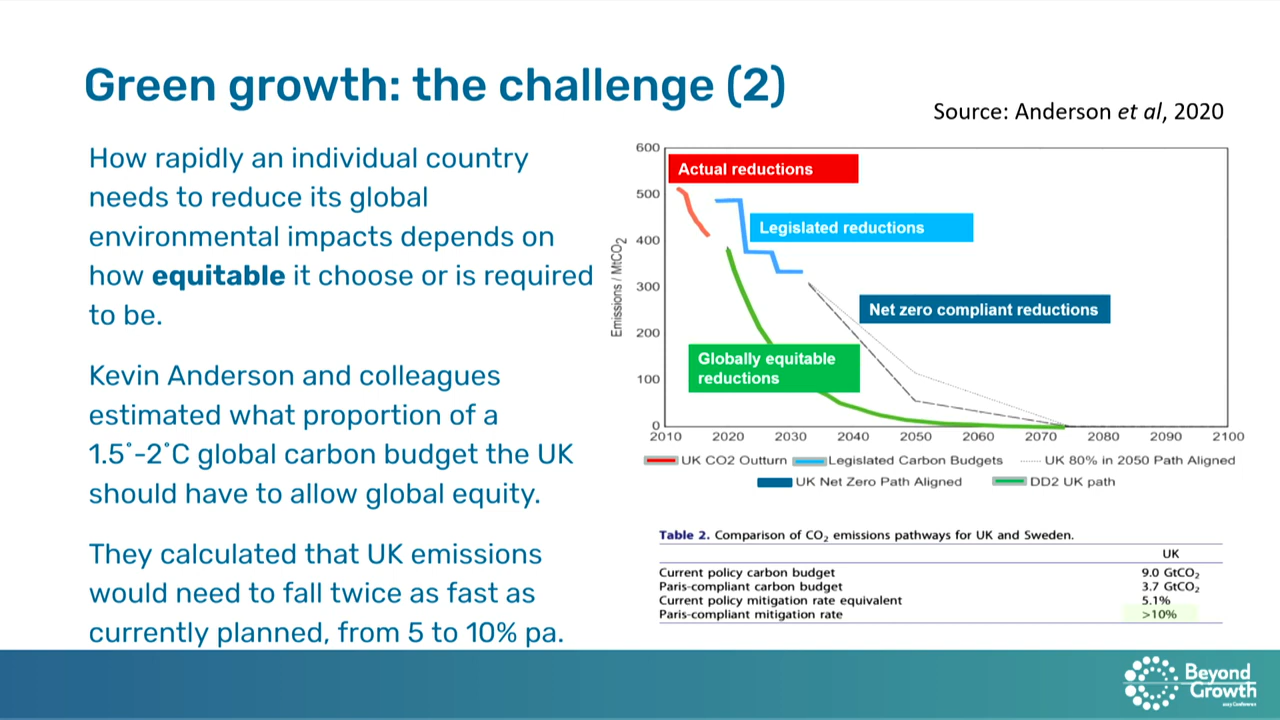 Green growth: the challenge (2)
Source: Anderson et al, 2020
How rapidly an individual country
needs to reduce its global
environmental impacts depends on
how equitable it choose or is required
to be.
Kevin Anderson and colleagues
estimated what proportion of a
1.5°-2°C global carbon budget the UK
should have to allow global equity.
They calculated that UK emissions
would need to fall twice as fast as
currently planned, from 5 to 10% pa.
Emissions / MtCO2
600
500
400
300
200
100
0
Actual reductions
Legislated reductions
Net zero compliant reductions
Globally equitable
reductions
2010 2020 2030 2040 2050 2060 2070 2080 2090 2100
UK CO2 Outturn Legislated Carbon Budgets UK 80% in 2050 Path Aligned
UK Net Zero Path Aligned DD2 UK path
Table 2. Comparison of CO2 emissions pathways for UK and Sweden.
UK
Current policy carbon budget 9.0 GtCO2
Paris-compliant carbon budget 3.7 GtCO2
Current policy mitigation rate equivalent 5.1%
Paris-compliant mitigation rate >10%
Beyond
Growth